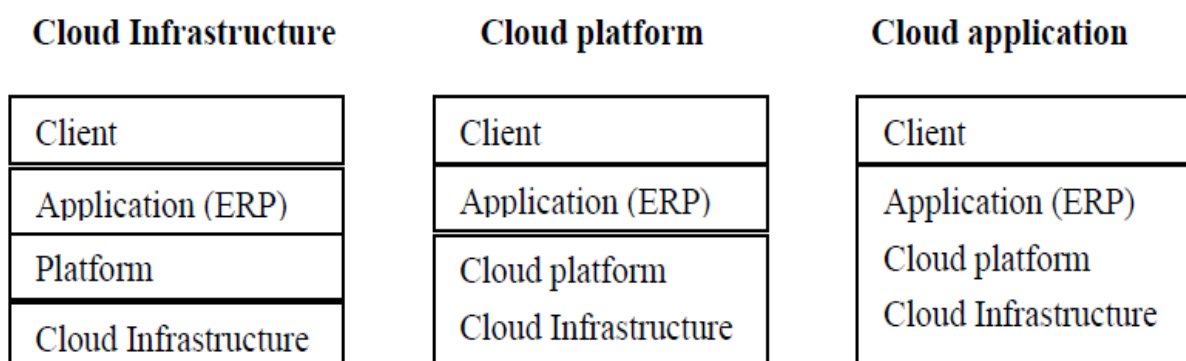 Cloud Infrastructure
Client
Application (ERP)
Platform
Cloud Infrastructure
Cloud platform
Client
Application (ERP)
Cloud platform
Cloud Infrastructure
Cloud application
Client
Application (ERP)
Cloud platform
Cloud Infrastructure